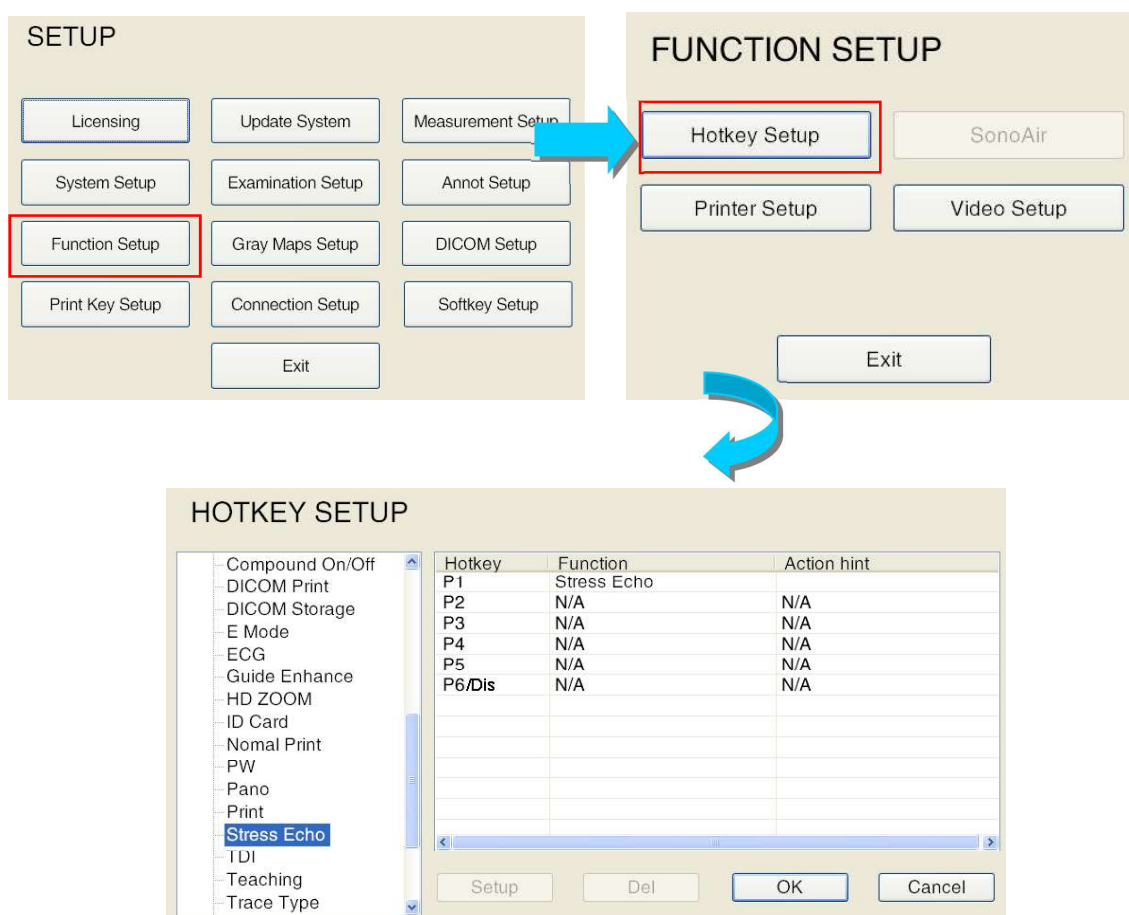 SETUP
Licensing Update System Measurement Setup
System Setup Examination Setup Annot Setup
Function Setup Gray Maps Setup DICOM Setup
Print Key Setup Connection Setup Softkey Setup
Exit
FUNCTION SETUP
Hotkey Setup SonoAir
Printer Setup Video Setup
Exit
HOTKEY SETUP
Compound On/Off
DICOM Print
DICOM Storage
E Mode
ECG
Guide Enhance
HD ZOOM
ID Card
Nomal Print
PW
Pano
Print
Stress Echo
TDI
Teaching
Trace Type
Hotkey Function Action hint
P1 Stress Echo
P2 N/A N/A
P3 N/A N/A
P4 N/A N/A
P5 N/A N/A
P6/Dis N/A N/A
Setup Del OK Cancel